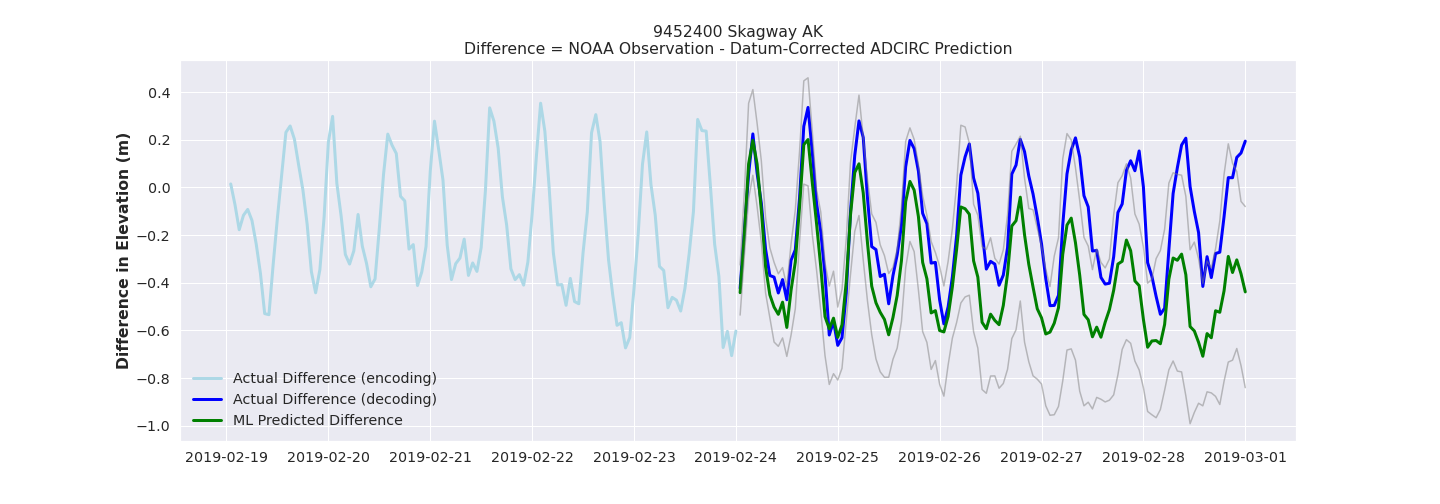 9452400 Skagway AK
Difference = NOAA Observation - Datum-Corrected ADCIRC Prediction
Difference in Elevation (m)
0.4
0.2
0.0
−0.2
−0.4
−0.6
−0.8
−1.0
Actual Difference (encoding)
Actual Difference (decoding)
ML Predicted Difference
2019-02-19 2019-02-20 2019-02-21 2019-02-22 2019-02-23 2019-02-24 2019-02-25 2019-02-26 2019-02-27 2019-02-28 2019-03-01